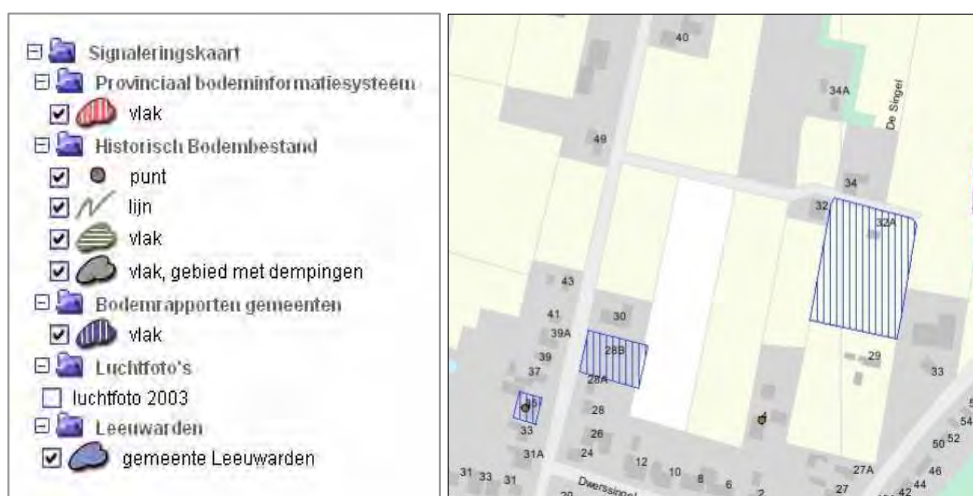 Signaleringskaart
Provinciaal bodeminformatiesysteem
vlak
Historisch Bodembestand
punt
lijn
vlak
vlak, gebied met dempingen
Bodemrapporten gemeenten
vlak
Luchtfoto's
luchtfoto 2003
Leeuwarden
gemeente Leeuwarden
40
34A
De Singel
49
34
32
32A
43
41
30
39A
28B
39
37
28A
29
33
35
28
4
33
26
24
31A
12
10
8
6
2
31
33
31
29
Dwerssingel
27A
27
42
44
46
50
52
54